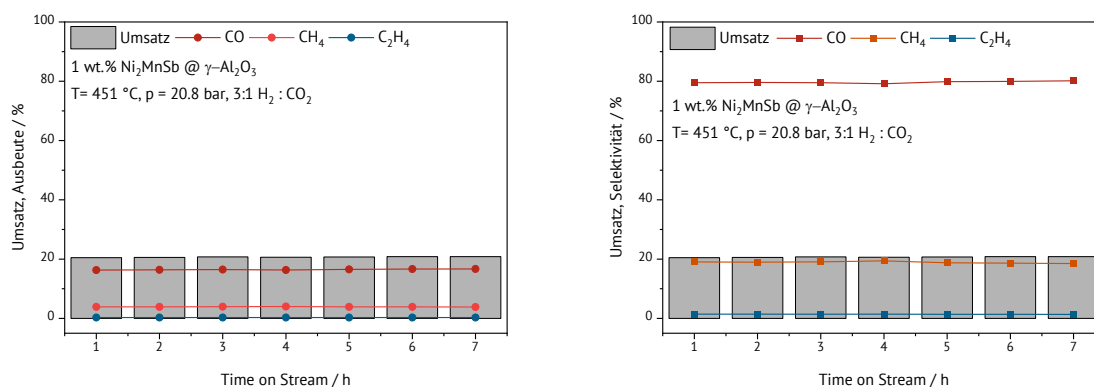 100
80
60
40
20
0
Umsatz, Ausbeute / %
Umsatz CO CH₄ C₂H₄
1 wt.% Ni₂MnSb @ γ–Al₂O₃
T= 451 °C, p = 20.8 bar, 3:1 H₂ : CO₂
1 2 3 4 5 6 7
Time on Stream / h
100
80
60
40
20
0
Umsatz, Selektivität / %
Umsatz CO CH₄ C₂H₄
1 wt.% Ni₂MnSb @ γ–Al₂O₃
T= 451 °C, p = 20.8 bar, 3:1 H₂ : CO₂
1 2 3 4 5 6 7
Time on Stream / h